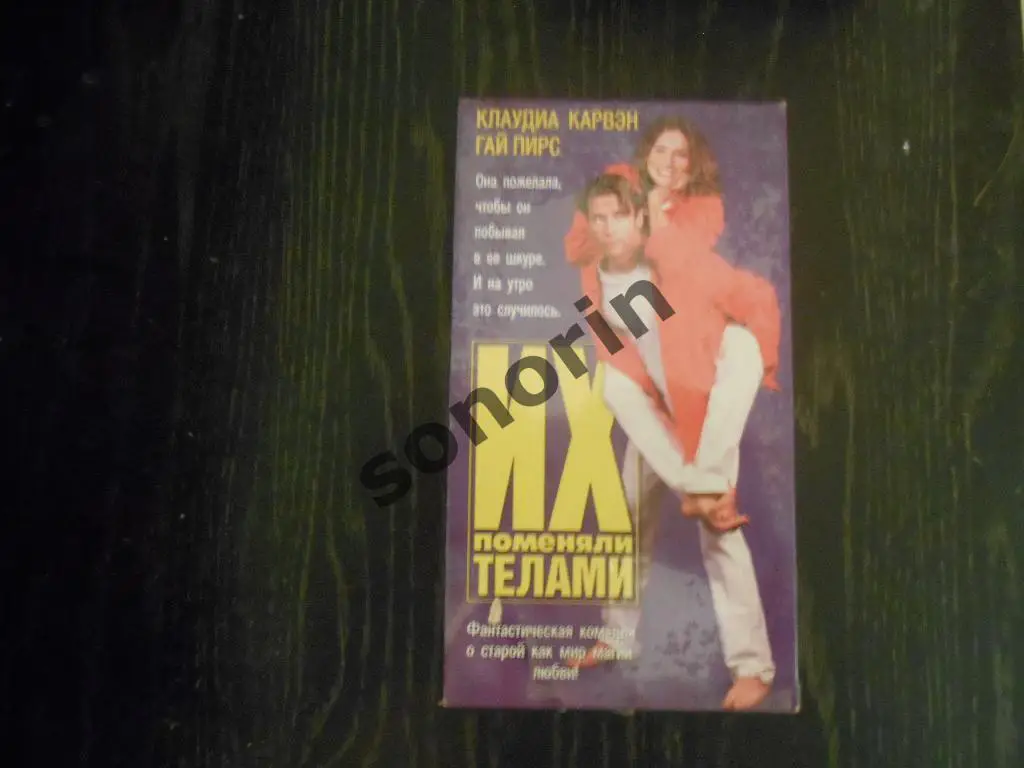 КЛАУДИА КАРВЭН
ГАЙ ПИРС
Она пожелала,
чтобы он
побывал
в ее шкуре.
И на утро
это случилось.
ИХ
ПОМЕНЯЛИ
ТЕЛАМИ
Фантастическая комедия
о старой как мир магии
любви!
sonorin